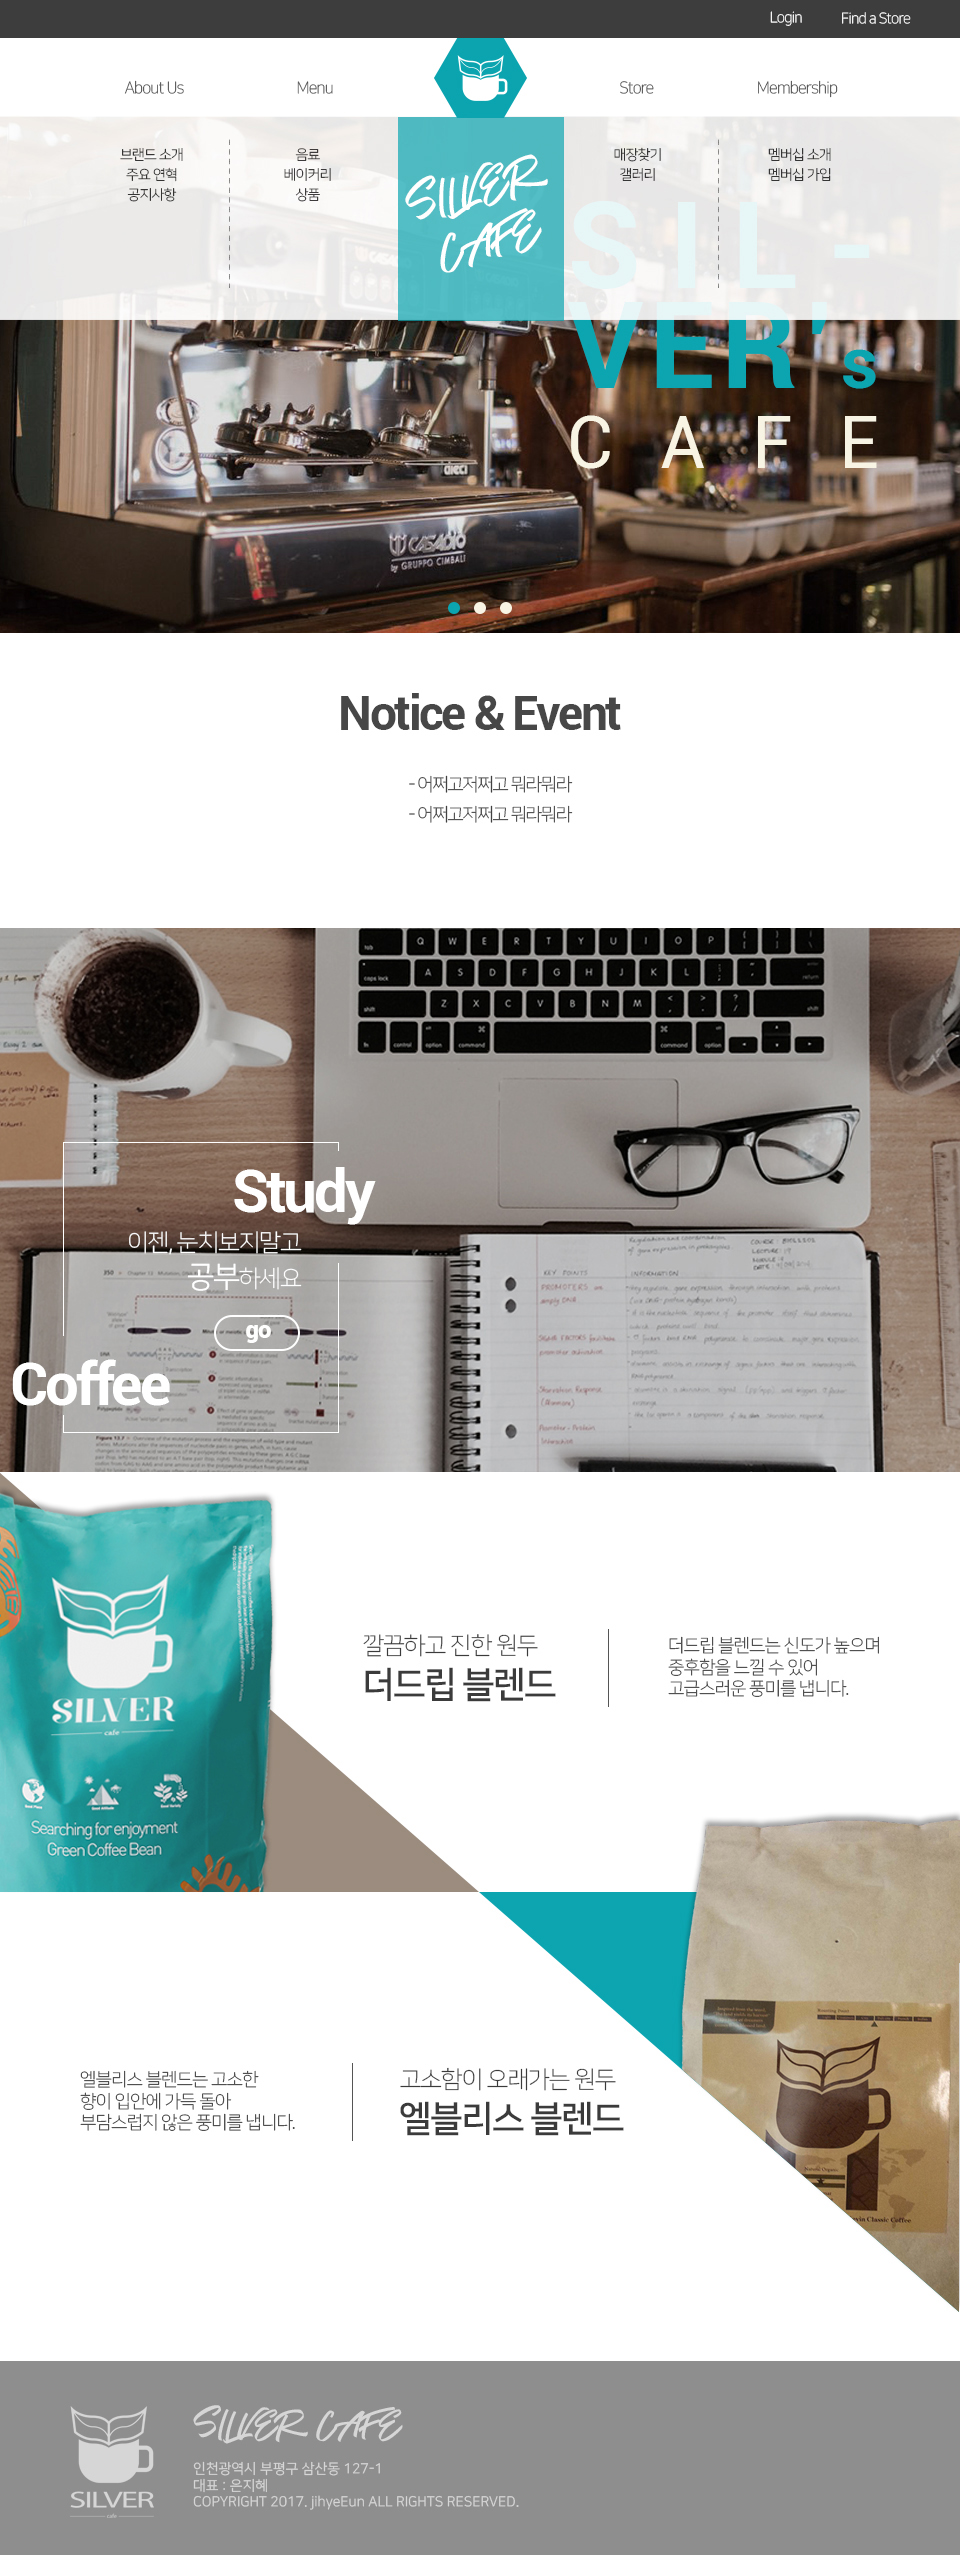 Login Find a Store
About Us Menu Store Membership
브랜드 소개
주요 연혁
공지사항
음료
베이커리
상품
SILVER
CAFE
매장찾기
갤러리
멤버십 소개
멤버십 가입
SIL-
VER's
CAFE
CASADIO
by GRUPPO CIMBALI
Notice & Event
- 어쩌고저쩌고 뭐라뭐라
- 어쩌고저쩌고 뭐라뭐라
Study
이젠, 눈치보지말고
공부하세요
go
Coffee
KEY POINTS
INFORMATION
SILVER
cafe
Searching for enjoyment
Green Coffee Bean
깔끔하고 진한 원두
더드립 블렌드
더드립 블렌드는 신도가 높으며
중후함을 느낄 수 있어
고급스러운 풍미를 냅니다.
엘블리스 블렌드는 고소한
향이 입안에 가득 돌아
부담스럽지 않은 풍미를 냅니다.
고소함이 오래가는 원두
엘블리스 블렌드
Classic Coffee
SILVER
cafe
SILVER CAFE
인천광역시 부평구 삼산동 127-1
대표 : 은지혜
COPYRIGHT 2017. jihyeEun ALL RIGHTS RESERVED.